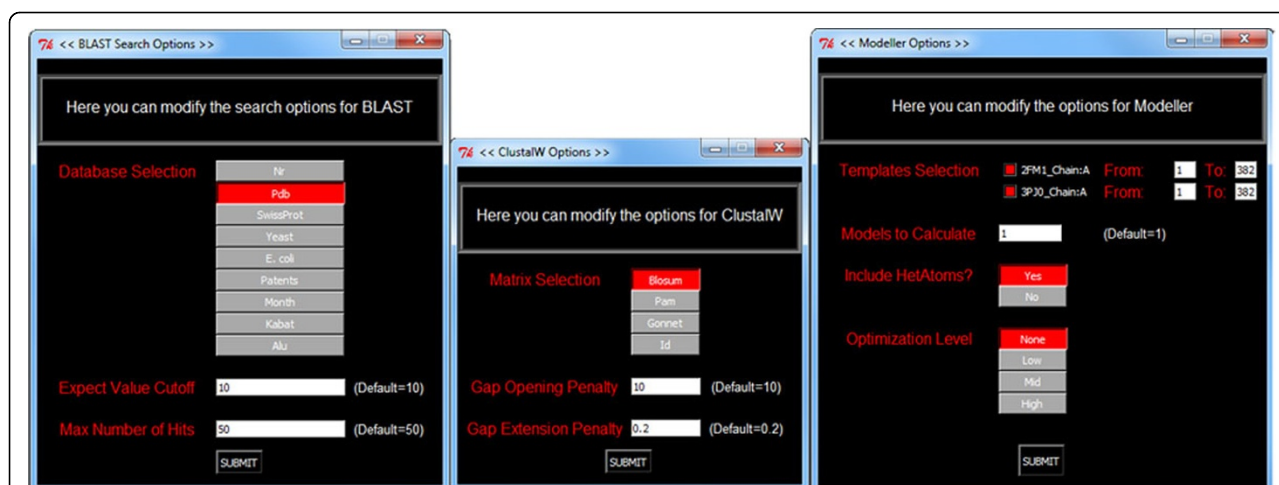 << BLAST Search Options >>
Here you can modify the search options for BLAST
Database Selection
Nr
Pdb
SwissProt
Yeast
E. coli
Patents
Month
Kabat
Alu
Expect Value Cutoff 10 (Default=10)
Max Number of Hits 50 (Default=50)
SUBMIT
<< ClustalW Options >>
Here you can modify the options for ClustalW
Matrix Selection
Blosum
Pam
Gonnet
Id
Gap Opening Penalty 10 (Default=10)
Gap Extension Penalty 0.2 (Default=0.2)
SUBMIT
<< Modeller Options >>
Here you can modify the options for Modeller
Templates Selection 2FM1_Chain:A From: 1 To: 382
3PJ0_Chain:A From: 1 To: 382
Models to Calculate 1 (Default=1)
Include HetAtoms? Yes
No
Optimization Level None
Low
Mid
High
SUBMIT